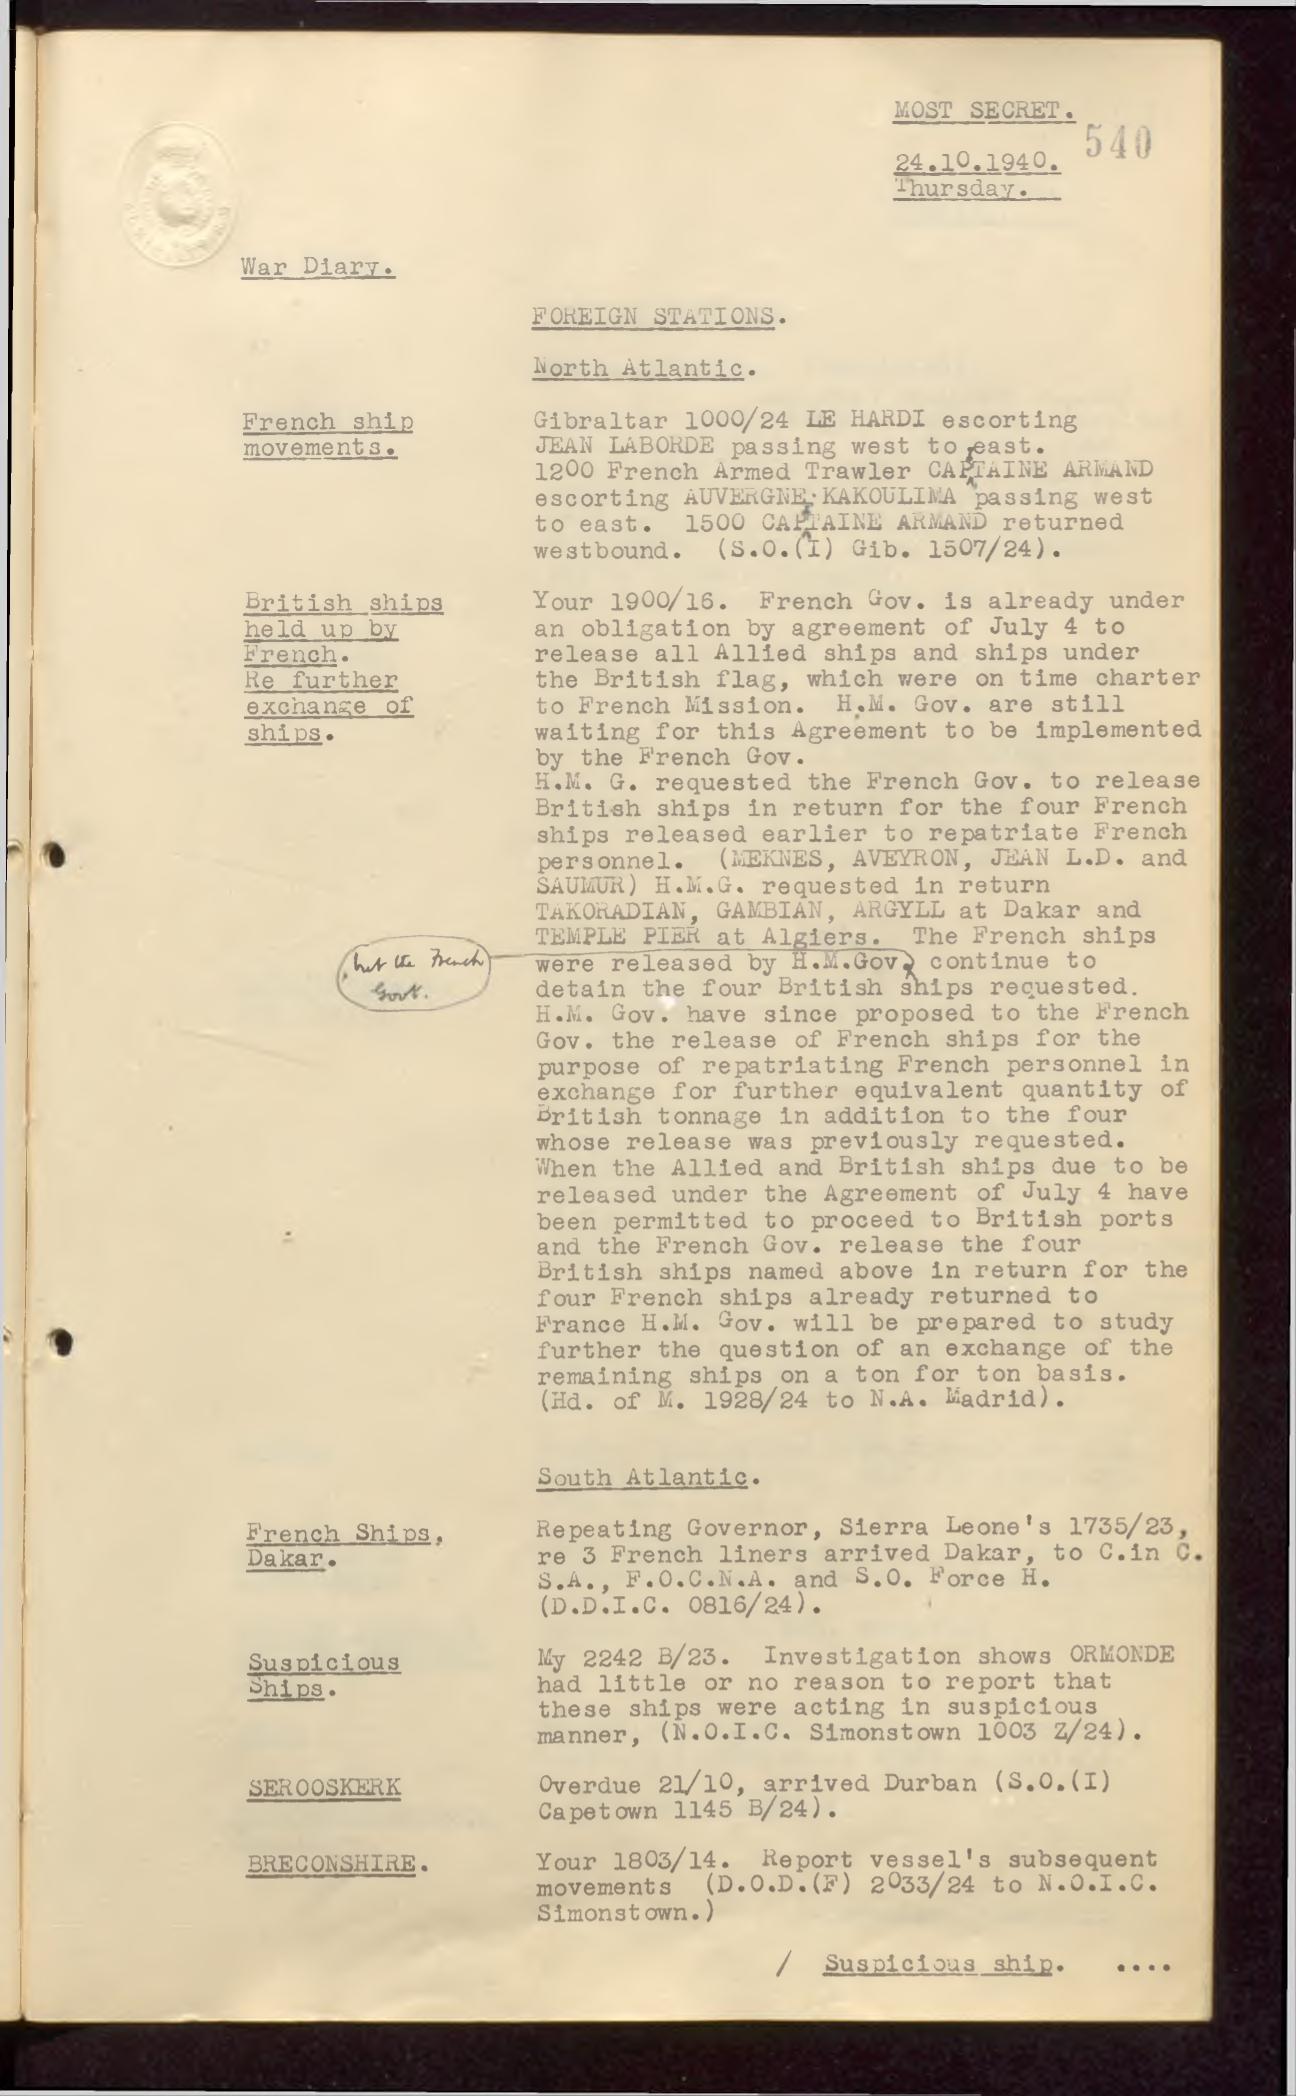 MOST SECRET.
540
24.10.1940.
Thursday.
War Diary.
FOREIGN STATIONS.
North Atlantic.
French ship
movements.
Gibraltar 1000/24 LE HARDI escorting
JEAN LABORDE passing west to east.
1200 French Armed Trawler CAPTAINE ARMAND
escorting AUVERGNE, KAKOULIMA passing west
to east. 1500 CAPTAINE ARMAND returned
westbound. (S.O.(I) Gib. 1507/24).
British ships
held up by
French.
Re further
exchange of
ships.
Your 1900/16. French Gov. is already under
an obligation by agreement of July 4 to
release all Allied ships and ships under
the British flag, which were on time charter
to French Mission. H.M. Gov. are still
waiting for this Agreement to be implemented
by the French Gov.
H.M. G. requested the French Gov. to release
British ships in return for the four French
ships released earlier to repatriate French
personnel. (MEKNES, AVEYRON, JEAN L.D. and
SAUMUR) H.M.G. requested in return
TAKORADIAN, GAMBIAN, ARGYLL at Dakar and
TEMPLE PIER at Algiers. The French ships
were released by H.M.Gov, continue to
, but the French
Govt.
detain the four British ships requested.
H.M. Gov. have since proposed to the French
Gov. the release of French ships for the
purpose of repatriating French personnel in
exchange for further equivalent quantity of
British tonnage in addition to the four
whose release was previously requested.
When the Allied and British ships due to be
released under the Agreement of July 4 have
been permitted to proceed to British ports
and the French Gov. release the four
British ships named above in return for the
four French ships already returned to
France H.M. Gov. will be prepared to study
further the question of an exchange of the
remaining ships on a ton for ton basis.
(Hd. of M. 1928/24 to N.A. Madrid).
South Atlantic.
French Ships,
Dakar.
Repeating Governor, Sierra Leone's 1735/23,
re 3 French liners arrived Dakar, to C.in C.
S.A., F.O.C.N.A. and S.O. Force H.
(D.D.I.C. 0816/24).
Suspicious
Ships.
My 2242 B/23. Investigation shows ORMONDE
had little or no reason to report that
these ships were acting in suspicious
manner, (N.O.I.C. Simonstown 1003 Z/24).
SEROOSKERK
Overdue 21/10, arrived Durban (S.O.(I)
Capetown 1145 B/24).
BRECONSHIRE.
Your 1803/14. Report vessel's subsequent
movements (D.O.D.(F) 2033/24 to N.O.I.C.
Simonstown.)
/ Suspicious ship. ....